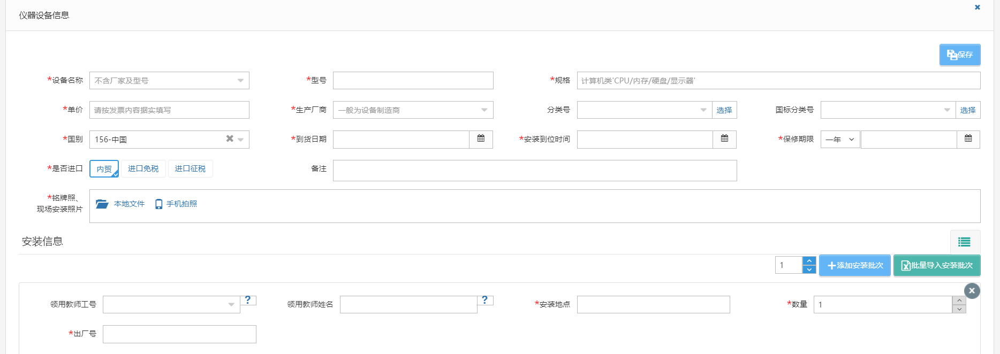 仪器设备信息
保存
*设备名称 不含厂家及型号 *型号 *规格 计算机类'CPU/内存/硬盘/显示器'
*单价 请按发票内容据实填写 *生产厂商 一般为设备制造商 分类号 选择 国标分类号 选择
*国别 156-中国 *到货日期 *安装到位时间 *保修期限 一年
*是否进口 内贸 进口免税 进口征税 备注
*铭牌照、
现场安装照片 本地文件 手机拍照
安装信息
1 添加安装批次 批量导入安装批次
领用教师工号 ? 领用教师姓名 ? *安装地点 *数量 1
*出厂号